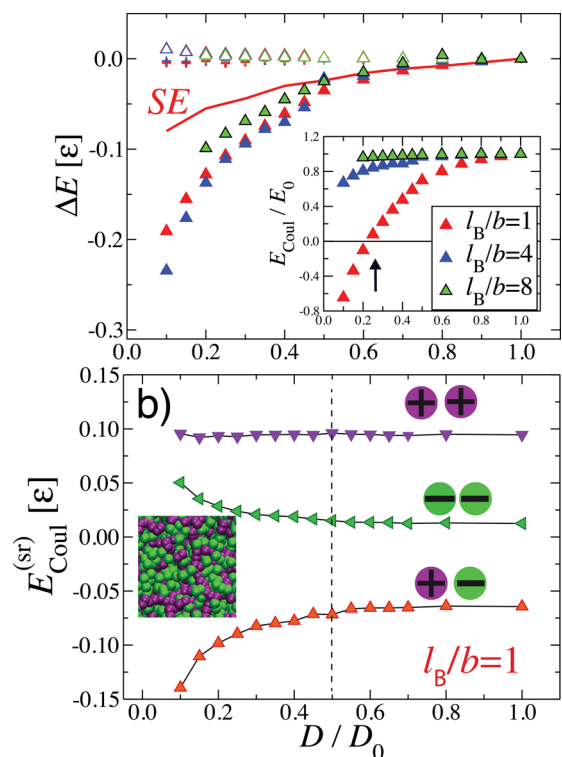 0.0
-0.1
-0.2
-0.3
ΔE [ε]
SE
0.0 0.2 0.4 0.6 0.8 1.0
1.2
0.8
0.4
0.0
-0.4
-0.8
E_Coul / E_0
0.0 0.2 0.4 0.6 0.8 1.0
l_B/b=1
l_B/b=4
l_B/b=8
b)
0.15
0.10
0.05
0.00
-0.05
-0.10
-0.15
E_Coul^(sr) [ε]
+ +
− −
+ −
l_B/b=1
0.0 0.2 0.4 0.6 0.8 1.0
D / D_0